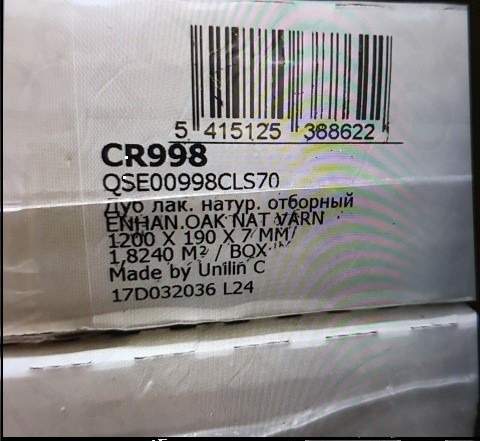 5 415125 388622
CR998
QSE00998CLS70
Дуб лак. натур. отборный
ENHAN.OAK NAT VARN
1200 X 190 X 7 MM/
1,8240 M² / BOX
Made by Unilin C
17D032036 L24